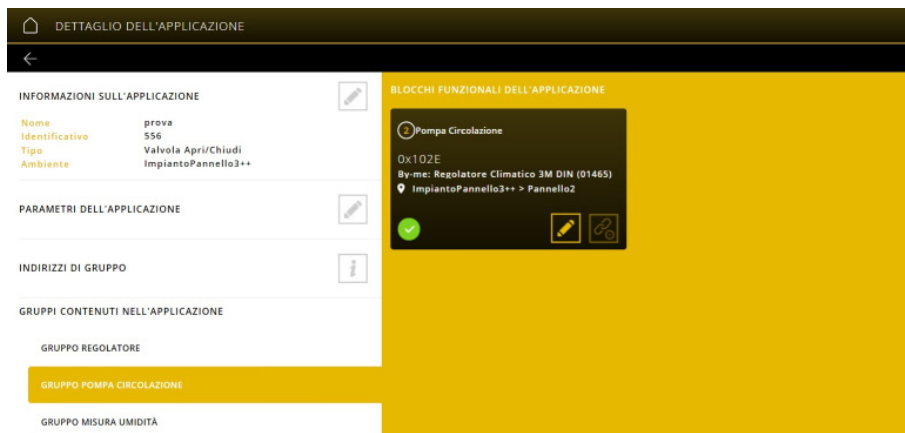 DETTAGLIO DELL'APPLICAZIONE
INFORMAZIONI SULL'APPLICAZIONE
Nome prova
Identificativo 556
Tipo Valvola Apri/Chiudi
Ambiente ImpiantoPannello3++
PARAMETRI DELL'APPLICAZIONE
INDIRIZZI DI GRUPPO
i
GRUPPI CONTENUTI NELL'APPLICAZIONE
GRUPPO REGOLATORE
GRUPPO POMPA CIRCOLAZIONE
GRUPPO MISURA UMIDITÀ
BLOCCHI FUNZIONALI DELL'APPLICAZIONE
2 Pompa Circolazione
0x102E
By-me: Regolatore Climatico 3M DIN (01465)
ImpiantoPannello3++ > Pannello2